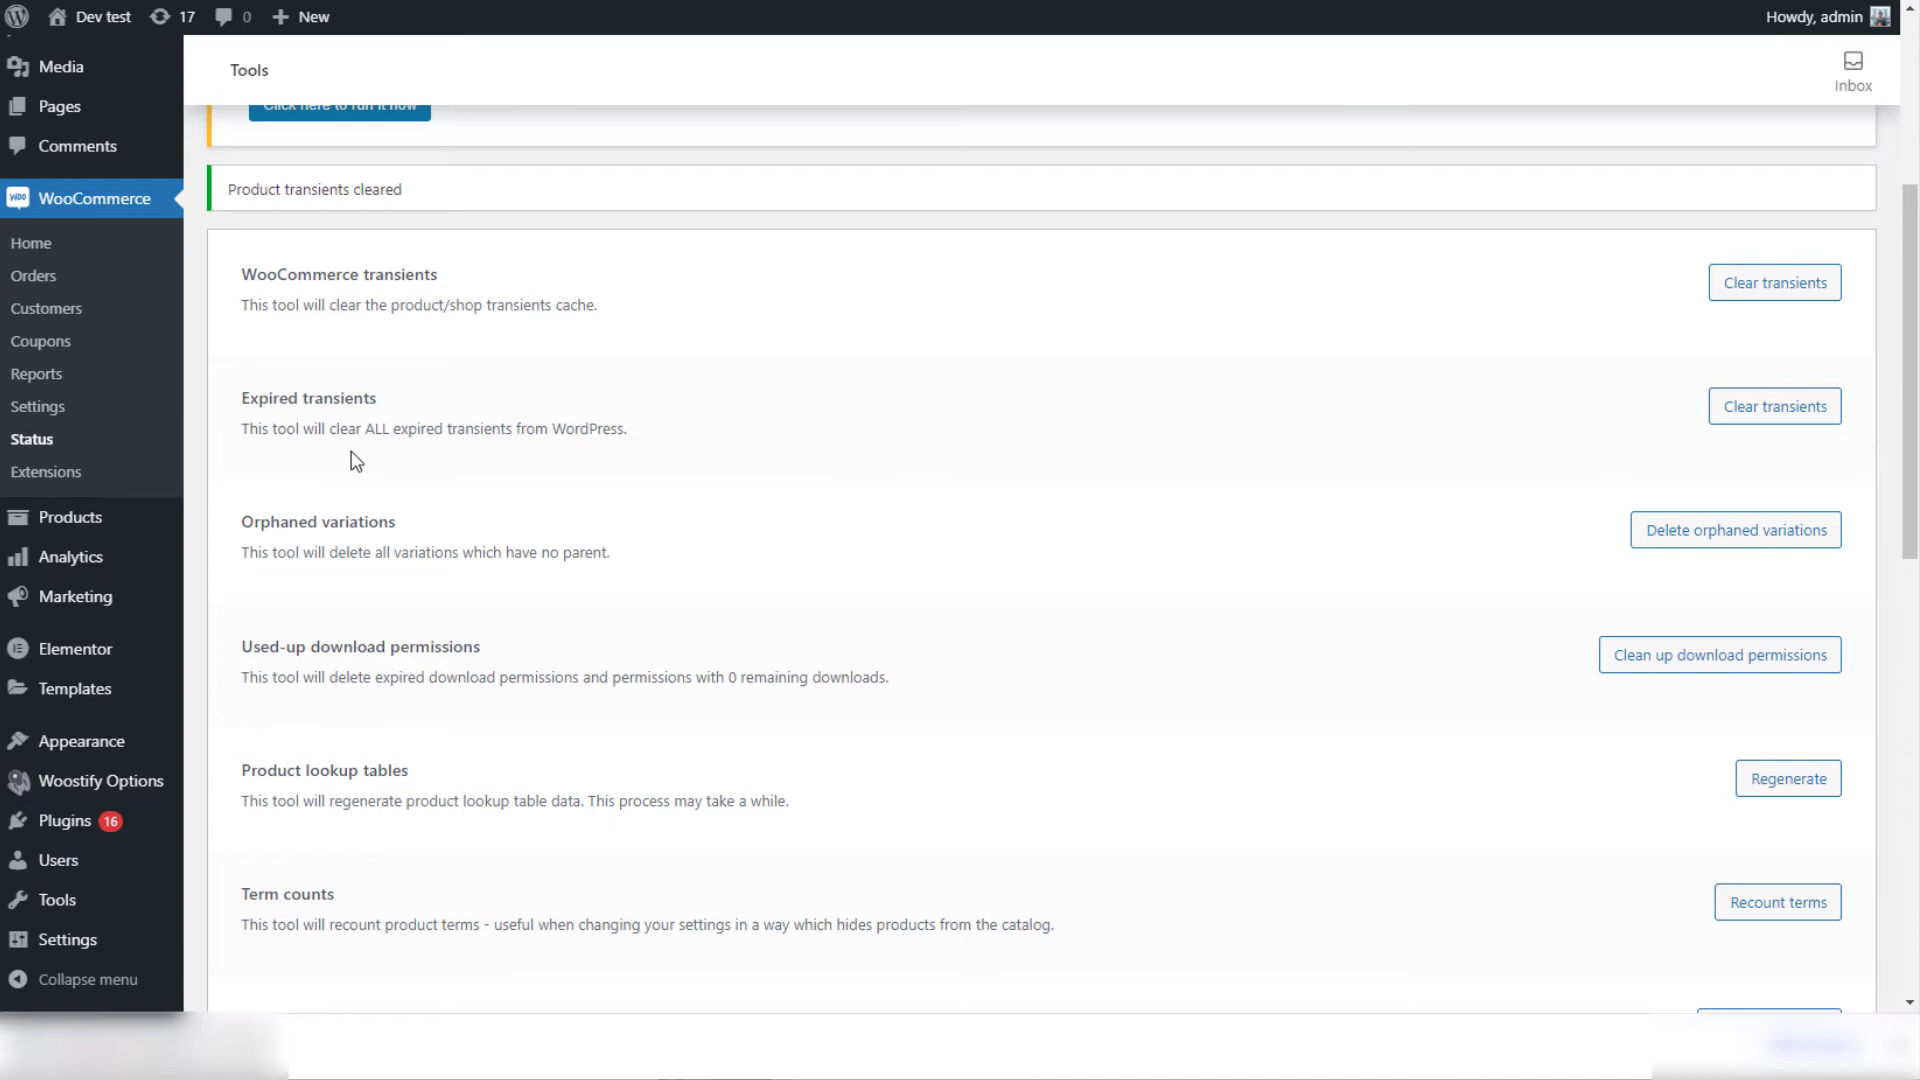 Dev test 17 0 New Howdy, admin
Media
Pages
Comments
WOO WooCommerce
Home
Orders
Customers
Coupons
Reports
Settings
Status
Extensions
Products
Analytics
Marketing
Elementor
Templates
Appearance
Woostify Options
Plugins 16
Users
Tools
Settings
Collapse menu
Tools
Inbox
Click here to run it now
Product transients cleared
WooCommerce transients
This tool will clear the product/shop transients cache.
Clear transients
Expired transients
This tool will clear ALL expired transients from WordPress.
Clear transients
Orphaned variations
This tool will delete all variations which have no parent.
Delete orphaned variations
Used-up download permissions
This tool will delete expired download permissions and permissions with 0 remaining downloads.
Clean up download permissions
Product lookup tables
This tool will regenerate product lookup table data. This process may take a while.
Regenerate
Term counts
This tool will recount product terms - useful when changing your settings in a way which hides products from the catalog.
Recount terms